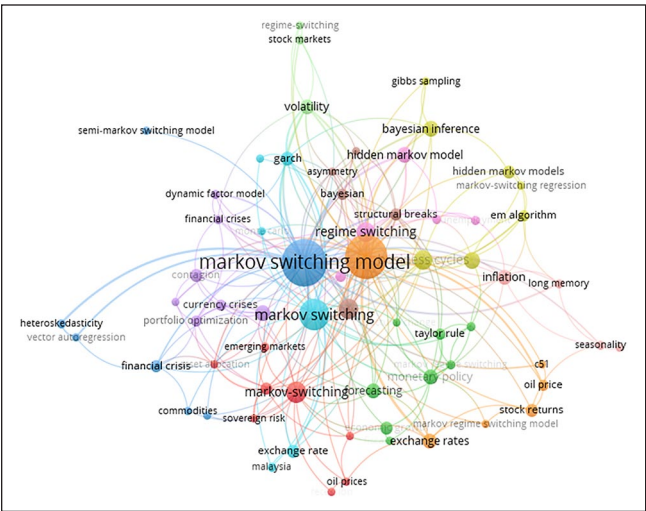 regime-switching
stock markets
gibbs sampling
volatility
semi-markov switching model
bayesian inference
garch
hidden markov model
asymmetry
hidden markov models
markov-switching regression
dynamic factor model
bayesian
financial crises
structural breaks
em algorithm
regime switching
markov switching model
cycles
contagion
inflation
long memory
currency crises
portfolio optimization
markov switching
heteroskedasticity
vector autoregression
taylor rule
emerging markets
seasonality
financial crisis
asset allocation
switching
c51
monetary policy
oil price
markov-switching
forecasting
commodities
sovereign risk
stock returns
markov regime switching model
exchange rates
exchange rate
malaysia
oil prices